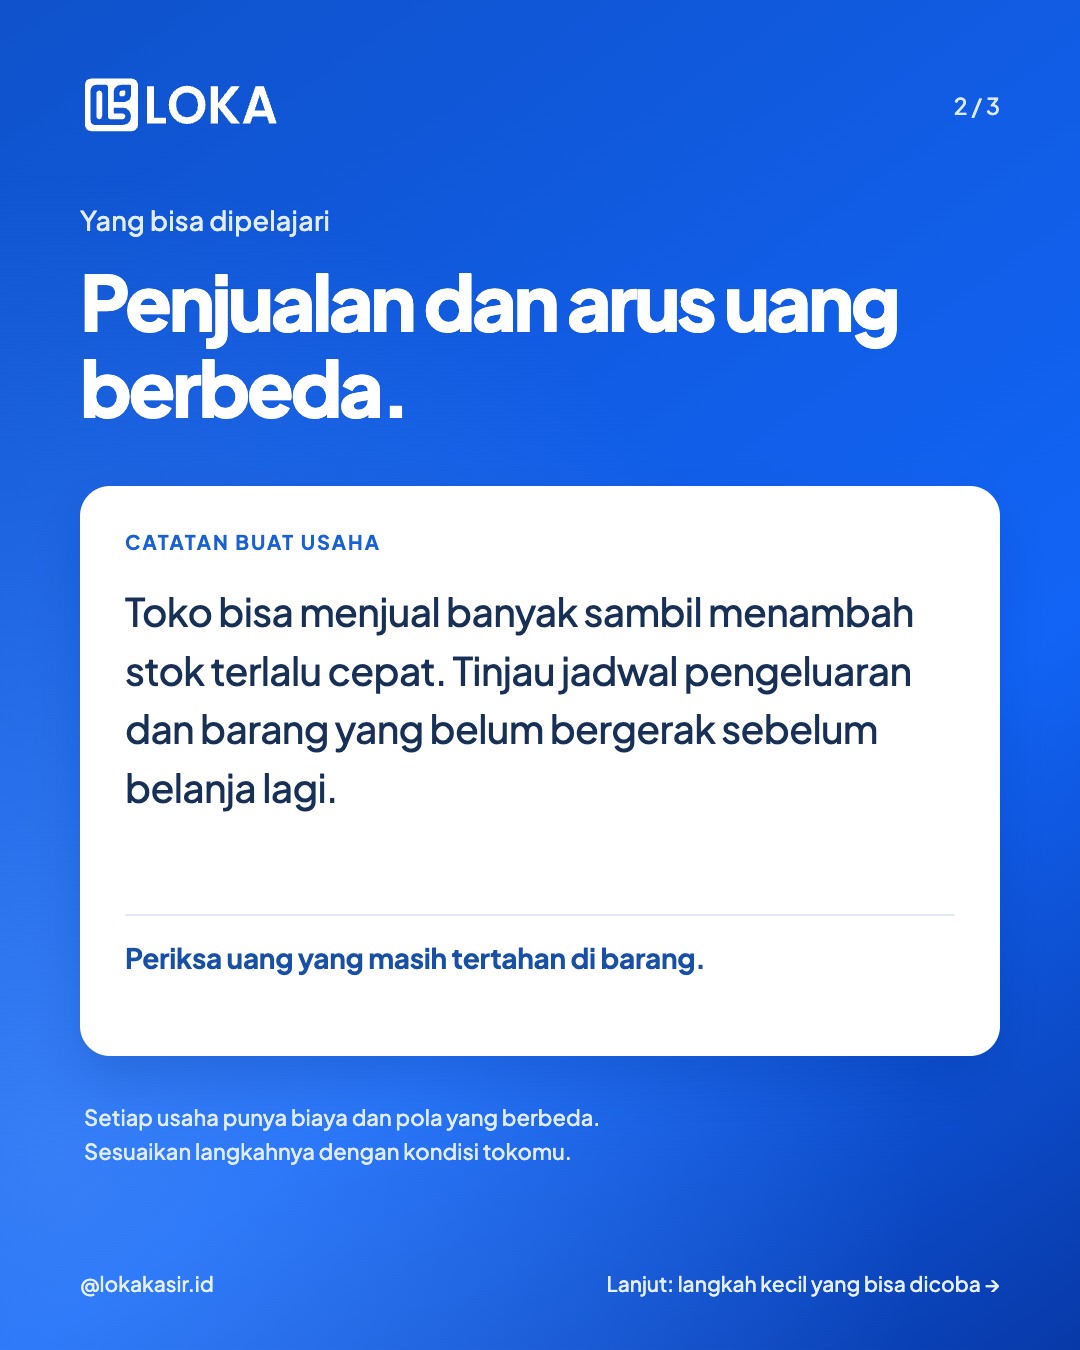 LOKA
2 / 3
Yang bisa dipelajari
Penjualan dan arus uang
berbeda.
CATATAN BUAT USAHA
Toko bisa menjual banyak sambil menambah
stok terlalu cepat. Tinjau jadwal pengeluaran
dan barang yang belum bergerak sebelum
belanja lagi.
Periksa uang yang masih tertahan di barang.
Setiap usaha punya biaya dan pola yang berbeda.
Sesuaikan langkahnya dengan kondisi tokomu.
@lokakasir.id
Lanjut: langkah kecil yang bisa dicoba →